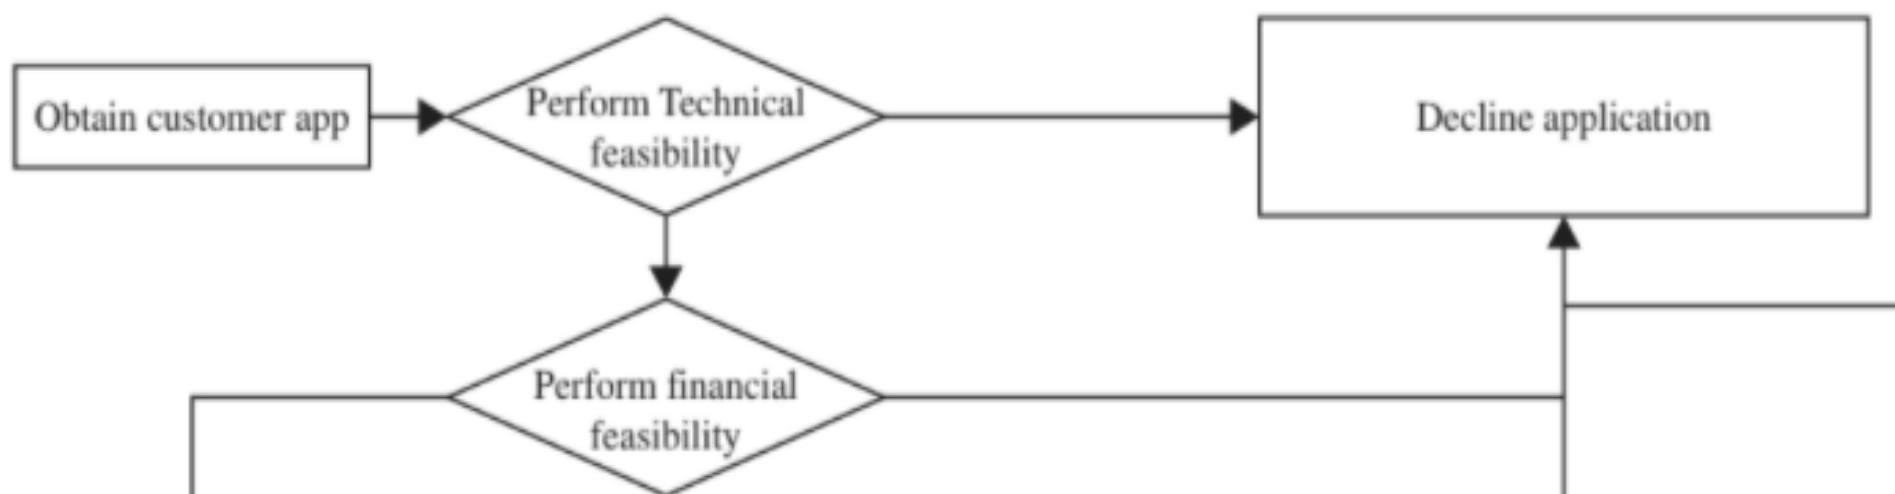 Obtain customer app
Perform Technical
feasibility
Decline application
Perform financial
feasibility